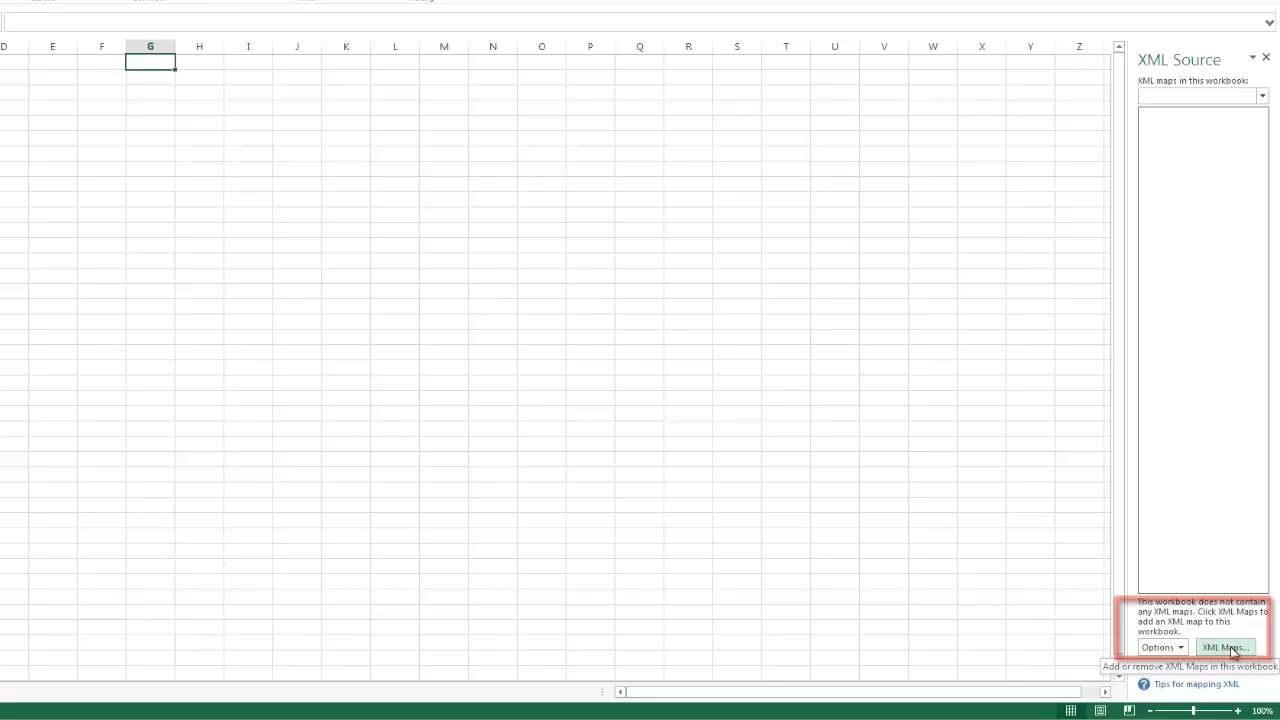 D E F G H I J K L M N O P Q R S T U V W X Y Z
XML Source
XML maps in this workbook:
This workbook does not contain
any XML maps. Click XML Maps to
add an XML map to this
workbook.
Options XML Maps...
Add or remove XML Maps in this workbook
Tips for mapping XML
100%